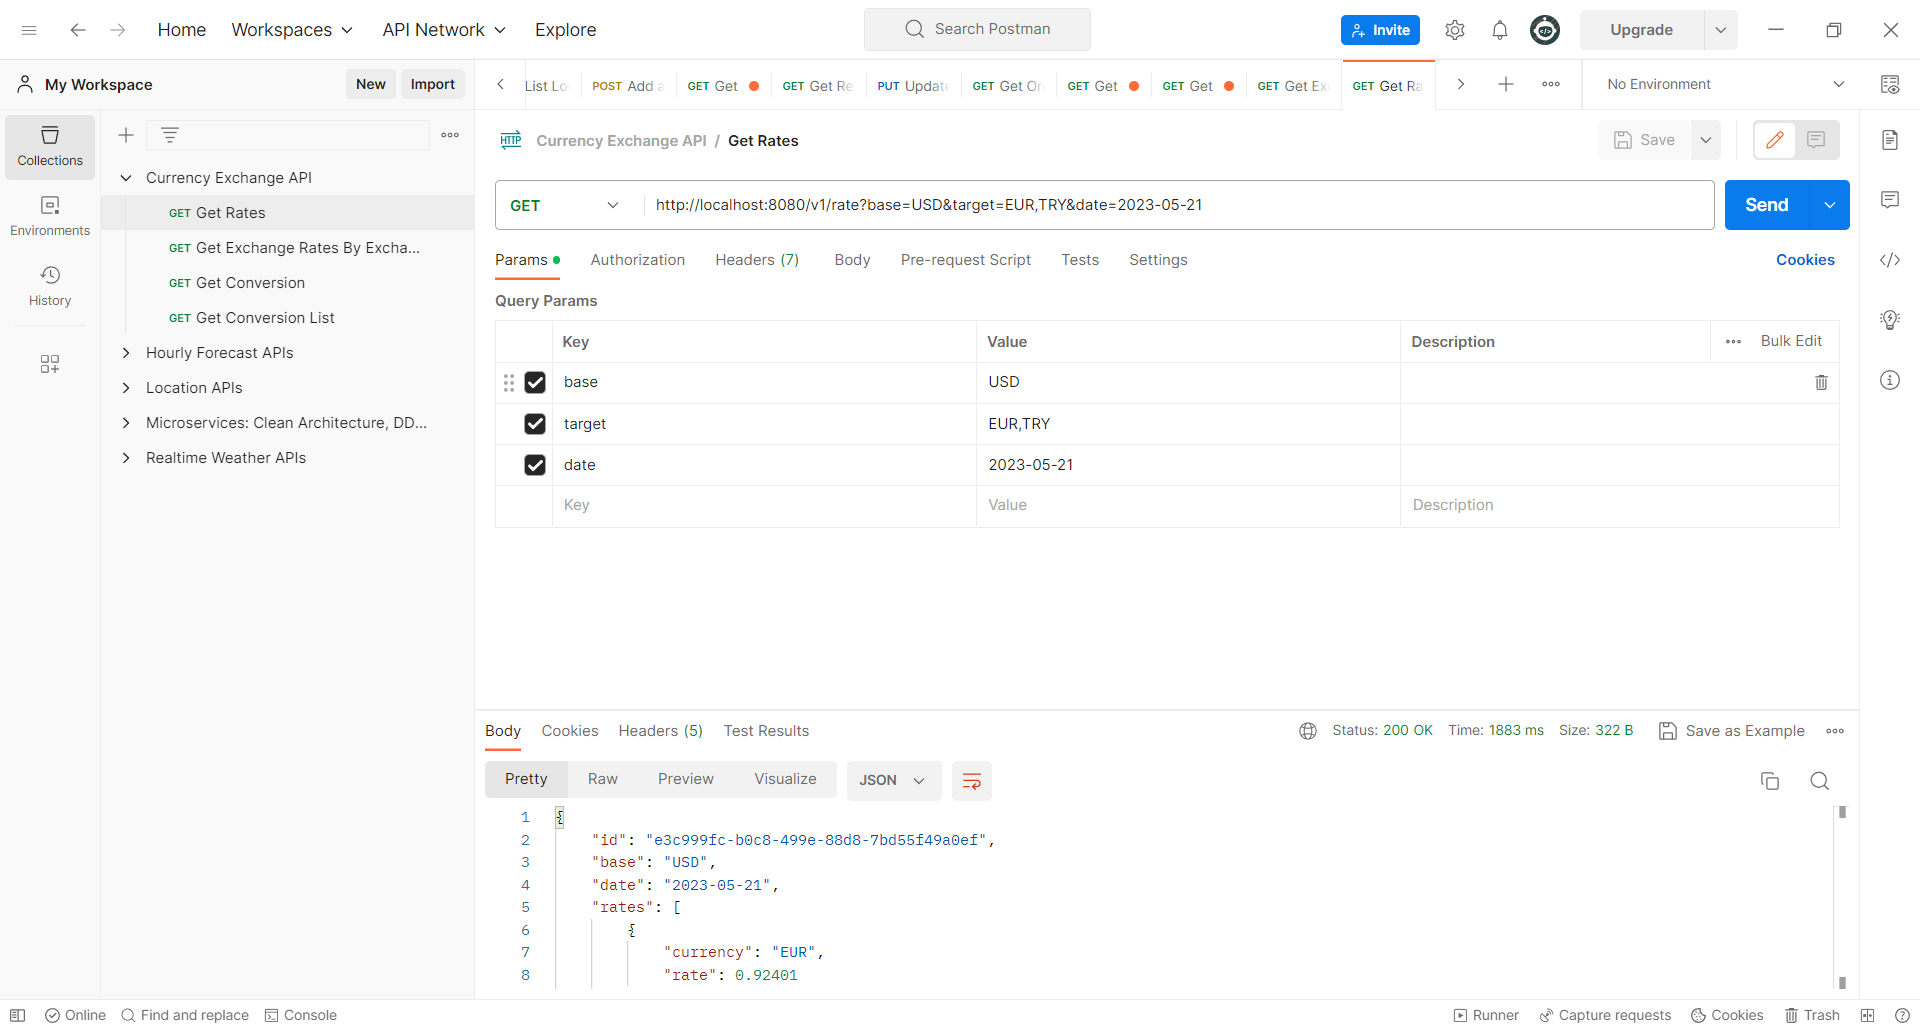 Home Workspaces API Network Explore Search Postman Invite Upgrade
My Workspace New Import
List Lo POST Add a GET Get GET Get Re PUT Update GET Get Or GET Get GET Get GET Get Ex GET Get Ra No Environment
Collections
Environments
History
Currency Exchange API
GET Get Rates
GET Get Exchange Rates By Excha...
GET Get Conversion
GET Get Conversion List
Hourly Forecast APIs
Location APIs
Microservices: Clean Architecture, DD...
Realtime Weather APIs
HTTP Currency Exchange API / Get Rates Save
GET http://localhost:8080/v1/rate?base=USD&target=EUR,TRY&date=2023-05-21 Send
Params Authorization Headers (7) Body Pre-request Script Tests Settings Cookies
Query Params
Key Value Description Bulk Edit
base USD
target EUR,TRY
date 2023-05-21
Key Value Description
Body Cookies Headers (5) Test Results Status: 200 OK Time: 1883 ms Size: 322 B Save as Example
Pretty Raw Preview Visualize JSON
1 {
2 "id": "e3c999fc-b0c8-499e-88d8-7bd55f49a0ef",
3 "base": "USD",
4 "date": "2023-05-21",
5 "rates": [
6 {
7 "currency": "EUR",
8 "rate": 0.92401
Online Find and replace Console Runner Capture requests Cookies Trash